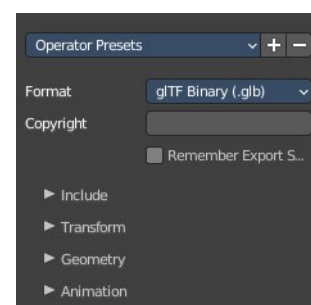 Operator Presets
Format glTF Binary (.glb)
Copyright
Remember Export S...
Include
Transform
Geometry
Animation